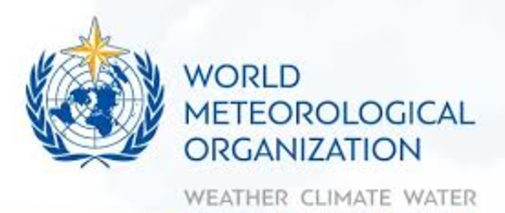 WORLD
METEOROLOGICAL
ORGANIZATION
WEATHER CLIMATE WATER